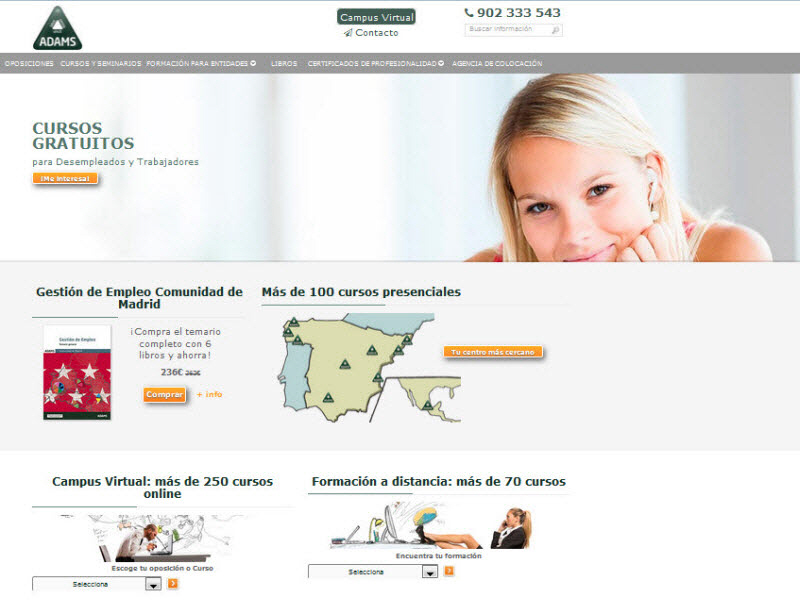 ADAMS
Campus Virtual
Contacto
902 333 543
Buscar información
OPOSICIONES CURSOS Y SEMINARIOS FORMACIÓN PARA ENTIDADES LIBROS CERTIFICADOS DE PROFESIONALIDAD AGENCIA DE COLOCACIÓN
CURSOS
GRATUITOS
para Desempleados y Trabajadores
¡Me interesa!
Gestión de Empleo Comunidad de
Madrid
Gestión de Empleo
ADAMS
¡Compra el temario
completo con 6
libros y ahorra!
236€ 262€
Comprar + info
Más de 100 cursos presenciales
Tu centro más cercano
Campus Virtual: más de 250 cursos
online
Escoge tu oposición o Curso
Selecciona
Formación a distancia: más de 70 cursos
Encuentra tu formación
Selecciona